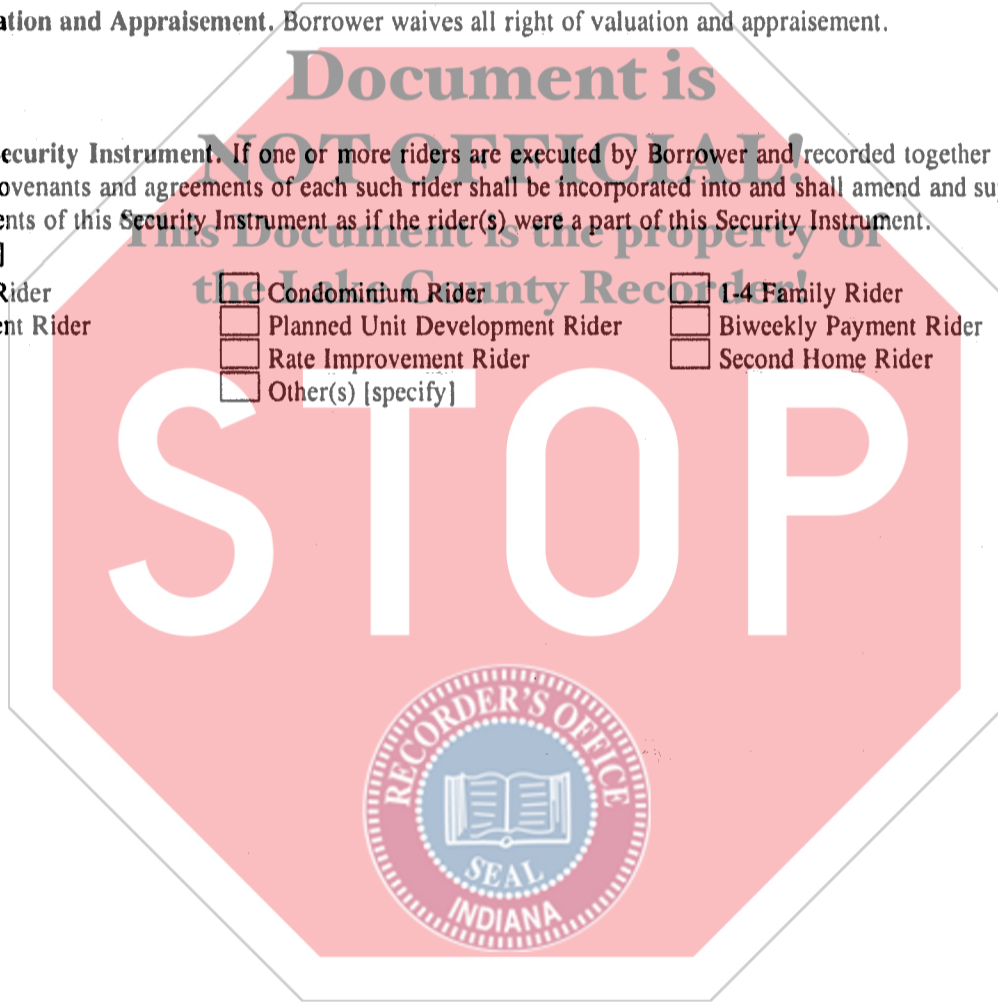 ation and Appraisement. Borrower waives all right of valuation and appraisement.
Document is
NOT OFFICIAL!
ecurity Instrument. If one or more riders are executed by Borrower and recorded together
ovenants and agreements of each such rider shall be incorporated into and shall amend and su
ents of this Security Instrument as if the rider(s) were a part of this Security Instrument.
This Document is the property of
]
the Lake County Recorder!
Rider Condominium Rider 1-4 Family Rider
ent Rider Planned Unit Development Rider Biweekly Payment Rider
Rate Improvement Rider Second Home Rider
Other(s) [specify]
STOP
RECORDER'S OFFICE
SEAL
INDIANA